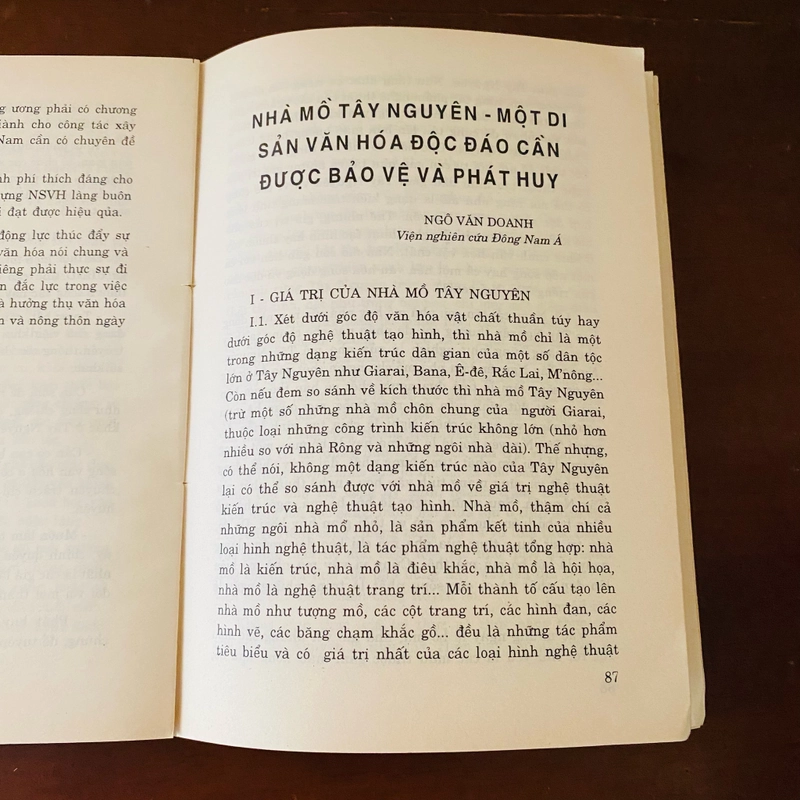 ương phải có chương
dành cho công tác xây
Nam cần có chuyên đề
phí thích đáng cho
NSVH làng buôn
đạt được hiệu qủa.
động lực thúc đẩy sự
văn hóa nói chung và
phải thực sự đi
đắc lực trong việc
hưởng thụ văn hóa
và nông thôn ngày
NHÀ MỒ TÂY NGUYÊN - MỘT DI
SẢN VĂN HÓA ĐỘC ĐÁO CẦN
ĐƯỢC BẢO VỆ VÀ PHÁT HUY
NGÔ VĂN DOANH
Viện nghiên cứu Đông Nam Á
I - GIÁ TRỊ CỦA NHÀ MỒ TÂY NGUYÊN
I.1. Xét dưới góc độ văn hóa vật chất thuần túy hay
dưới góc độ nghệ thuật tạo hình, thì nhà mồ chỉ là một
trong những dạng kiến trúc dân gian của một số dân tộc
lớn ở Tây Nguyên như Giarai, Bana, Ê-đê, Rắc Lai, M'nông...
Còn nếu đem so sánh về kích thước thì nhà mồ Tây Nguyên
(trừ một số những nhà mồ chôn chung của người Giarai,
thuộc loại những công trình kiến trúc không lớn (nhỏ hơn
nhiều so với nhà Rông và những ngôi nhà dài). Thế nhưng,
có thể nói, không một dạng kiến trúc nào của Tây Nguyên
lại có thể so sánh được với nhà mồ về giá trị nghệ thuật
kiến trúc và nghệ thuật tạo hình. Nhà mồ, thậm chí cả
những ngôi nhà mổ nhỏ, là sản phẩm kết tinh của nhiều
loại hình nghệ thuật, là tác phẩm nghệ thuật tổng hợp: nhà
mồ là kiến trúc, nhà mồ là điêu khắc, nhà mồ là hội họa,
nhà mồ là nghệ thuật trang trí... Mỗi thành tố cấu tạo lên
nhà mồ như tượng mồ, các cột trang trí, các hình đan, các
hình vẽ, các băng chạm khắc gỗ... đều là những tác phẩm
tiêu biểu và có giá trị nhất của các loại hình nghệ thuật
87